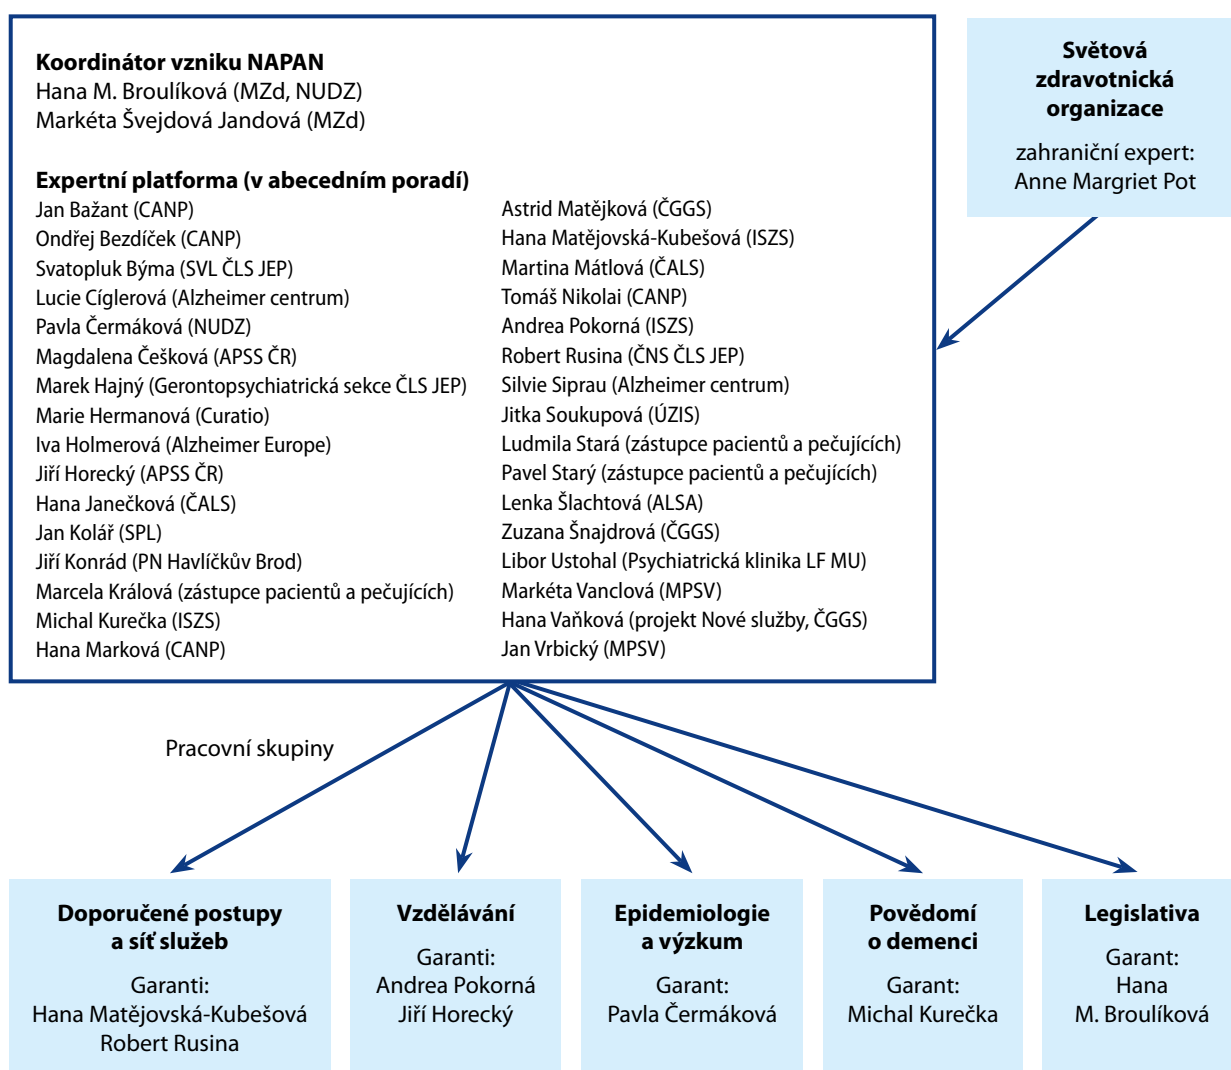 Koordinátor vzniku NAPAN
Hana M. Broulíková (MZd, NUDZ)
Markéta Švejdová Jandová (MZd)
Expertní platforma (v abecedním poradí)
Jan Bažant (CANP)
Ondřej Bezdíček (CANP)
Svatopluk Býma (SVL ČLS JEP)
Lucie Cíglerová (Alzheimer centrum)
Pavla Čermáková (NUDZ)
Magdalena Češková (APSS ČR)
Marek Hajný (Gerontopsychiatrická sekce ČLS JEP)
Marie Hermanová (Curatio)
Iva Holmerová (Alzheimer Europe)
Jiří Horecký (APSS ČR)
Hana Janečková (ČALS)
Jan Kolář (SPL)
Jiří Konrád (PN Havlíčkův Brod)
Marcela Králová (zástupce pacientů a pečujících)
Michal Kurečka (ISZS)
Hana Marková (CANP)
Astrid Matějková (ČGGS)
Hana Matějovská-Kubešová (ISZS)
Martina Mátlová (ČALS)
Tomáš Nikolai (CANP)
Andrea Pokorná (ISZS)
Robert Rusina (ČNS ČLS JEP)
Silvie Siprau (Alzheimer centrum)
Jitka Soukupová (ÚZIS)
Ludmila Stará (zástupce pacientů a pečujících)
Pavel Starý (zástupce pacientů a pečujících)
Lenka Šlachtová (ALSA)
Zuzana Šnajdrová (ČGGS)
Libor Ustohal (Psychiatrická klinika LF MU)
Markéta Vanclová (MPSV)
Hana Vaňková (projekt Nové služby, ČGGS)
Jan Vrbický (MPSV)
Světová
zdravotnická
organizace
zahraniční expert:
Anne Margriet Pot
Pracovní skupiny
Doporučené postupy
a síť služeb
Garanti:
Hana Matějovská-Kubešová
Robert Rusina
Vzdělávání
Garanti:
Andrea Pokorná
Jiří Horecký
Epidemiologie
a výzkum
Garant:
Pavla Čermáková
Povědomí
o demenci
Garant:
Michal Kurečka
Legislativa
Garant:
Hana
M. Broulíková